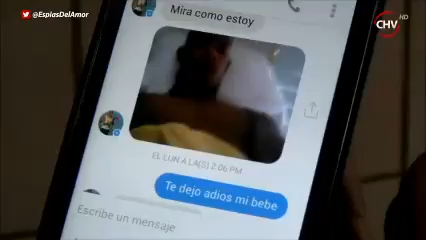 @EspiasDelAmor
CHV HD
Mira como estoy
EL LUN A LA(S) 2:06 PM
Te dejo adios mi bebe
Escribe un mensaje